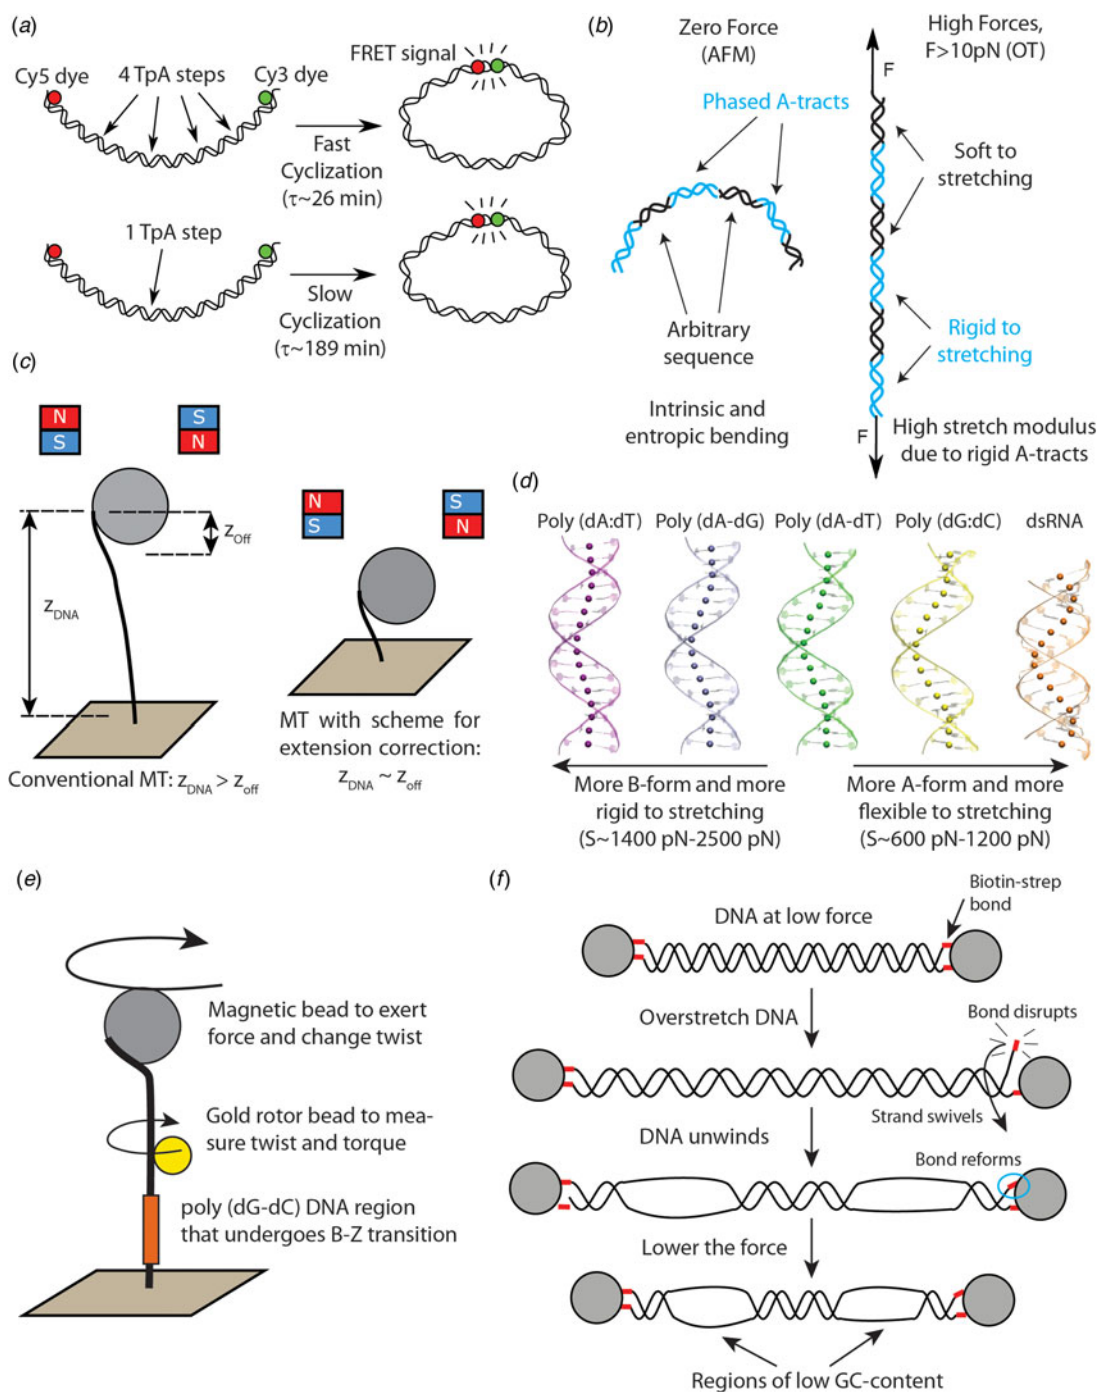 (a)
Cy5 dye
4 TpA steps
Cy3 dye
FRET signal
Fast
Cyclization
(τ~26 min)
1 TpA step
Slow
Cyclization
(τ~189 min)
(b)
Zero Force
(AFM)
High Forces,
F>10pN (OT)
F
Phased A-tracts
Soft to
stretching
Arbitrary
sequence
Rigid to
stretching
Intrinsic and
entropic bending
F
High stretch modulus
due to rigid A-tracts
(c)
N
S
S
N
z_Off
z_DNA
N
S
S
N
Conventional MT: z_DNA > z_off
MT with scheme for
extension correction:
z_DNA ~ z_off
(d)
Poly (dA:dT)
Poly (dA-dG)
Poly (dA-dT)
Poly (dG:dC)
dsRNA
More B-form and more
rigid to stretching
(S~1400 pN-2500 pN)
More A-form and more
flexible to stretching
(S~600 pN-1200 pN)
(e)
Magnetic bead to exert
force and change twist
Gold rotor bead to mea-
sure twist and torque
poly (dG-dC) DNA region
that undergoes B-Z transition
(f)
DNA at low force
Biotin-strep
bond
Overstretch DNA
Bond disrupts
Strand swivels
DNA unwinds
Bond reforms
Lower the force
Regions of low GC-content